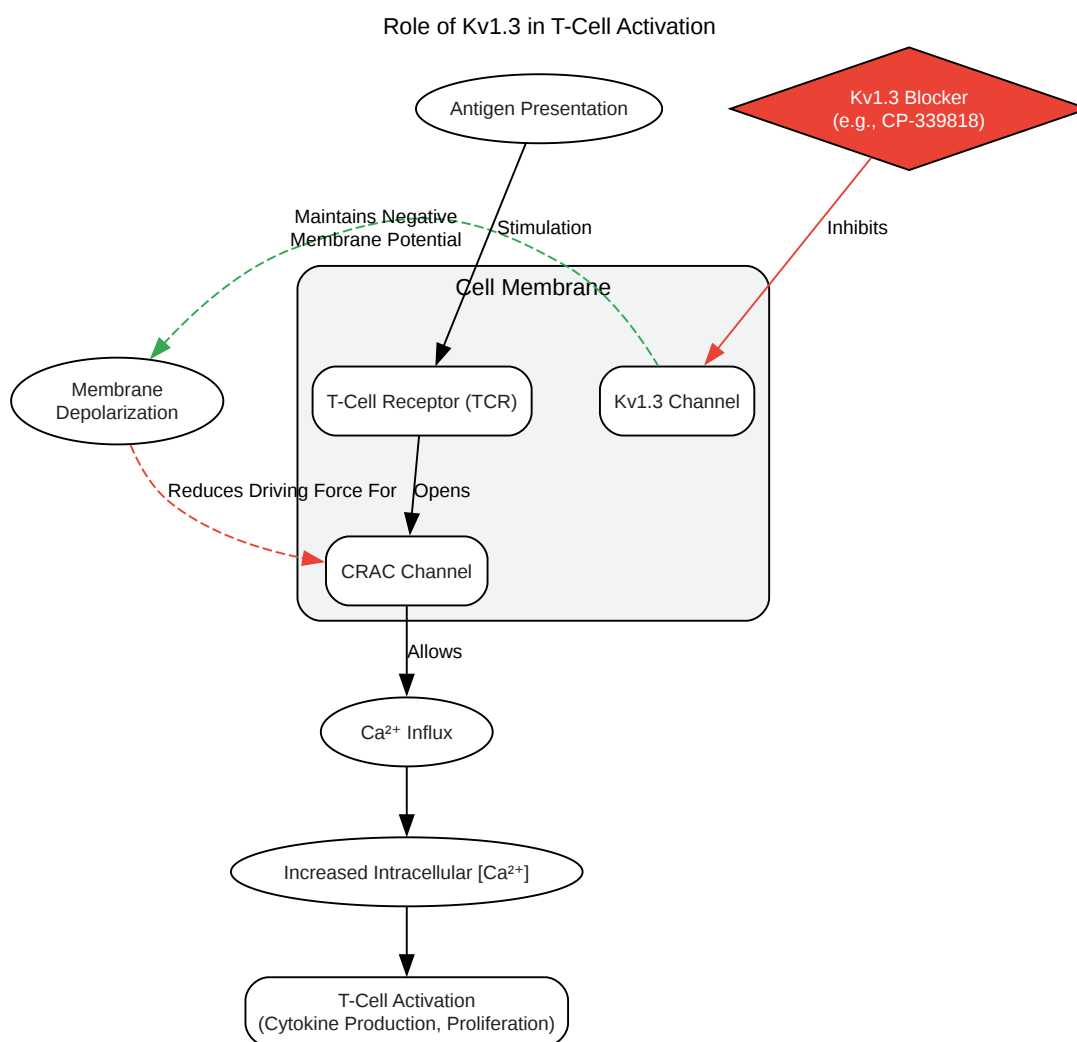 Role of Kv1.3 in T-Cell Activation
Kv1.3 Blocker
(e.g., CP-339818)
Antigen Presentation
Maintains Negative
Membrane Potential
Stimulation
Inhibits
Cell Membrane
Membrane
Depolarization
T-Cell Receptor (TCR)
Kv1.3 Channel
Reduces Driving Force For
Opens
CRAC Channel
Allows
Ca²⁺ Influx
Increased Intracellular [Ca²⁺]
T-Cell Activation
(Cytokine Production, Proliferation)